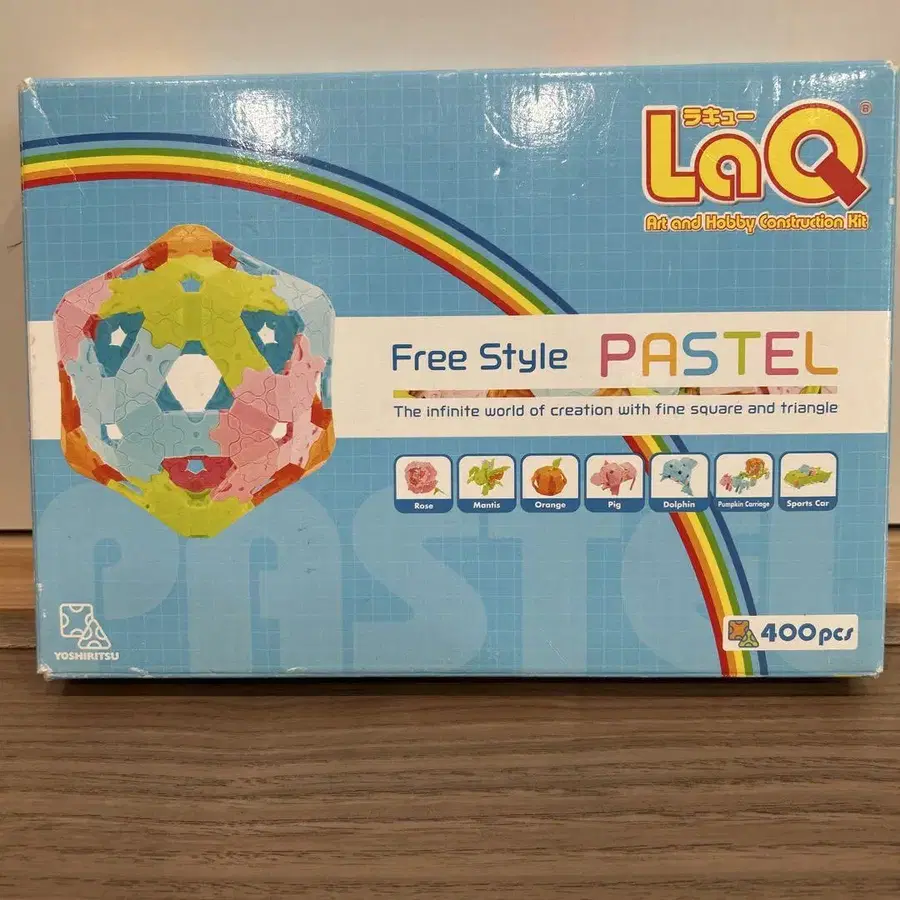 ラキュー
LaQ®
Art and Hobby Construction Kit
Free Style PASTEL
The infinite world of creation with fine square and triangle
Rose
Mantis
Orange
Pig
Dolphin
Pumpkin Carriage
Sports Car
PASTEL
YOSHIRITSU
400pcs